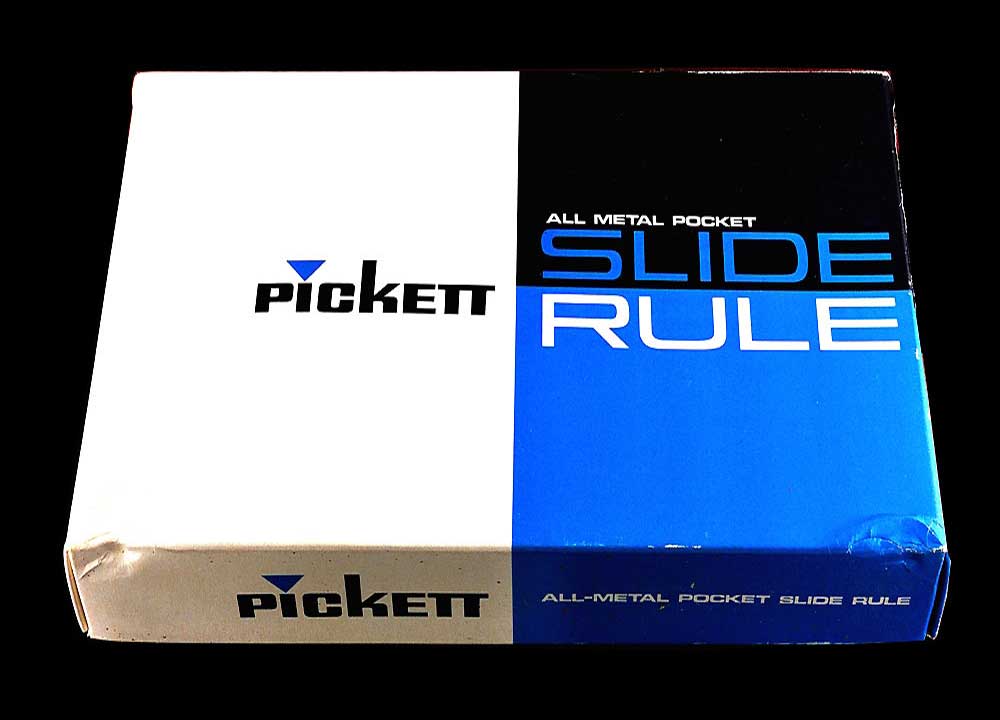 ALL METAL POCKET
SLIDE
PICKETT
RULE
PICKETT
ALL-METAL POCKET SLIDE RULE